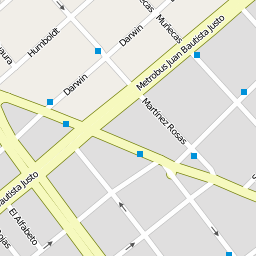 Muñecas
Darwin
Humboldt
Metrobus Juan Bautista Justo
Darwin
Martínez Rosas
Bautista Justo
El Alfabeto